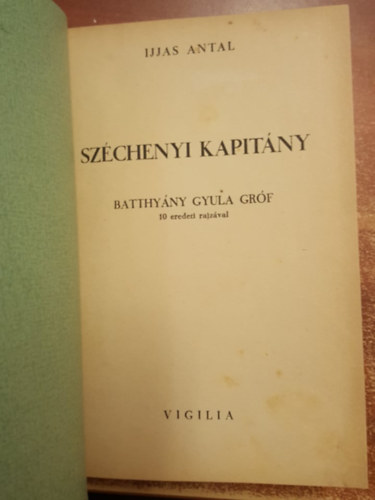 IJJAS ANTAL
SZÉCHENYI KAPITÁNY
BATTHYÁNY GYULA GRÓF
10 eredeti rajzával
VIGILIA